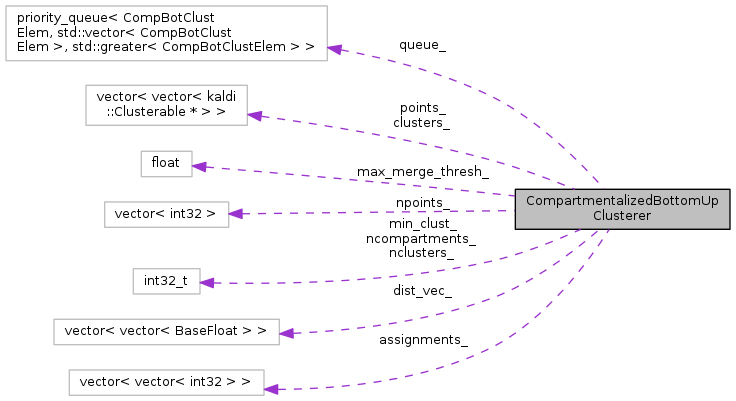 priority_queue< CompBotClust
Elem, std::vector< CompBotClust
Elem >, std::greater< CompBotClustElem > >
queue_
vector< vector< kaldi
::Clusterable * > >
points_
clusters_
float
max_merge_thresh_
CompartmentalizedBottomUp
Clusterer
vector< int32 >
npoints_
min_clust_
ncompartments_
nclusters_
int32_t
dist_vec_
vector< vector< BaseFloat > >
assignments_
vector< vector< int32 > >